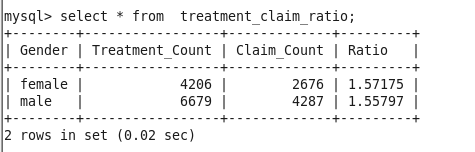 mysql> select * from  treatment_claim_ratio;
+--------+-----------------+-------------+---------+
| Gender | Treatment_Count | Claim_Count | Ratio   |
+--------+-----------------+-------------+---------+
| female |            4206 |        2676 | 1.57175 |
| male   |            6679 |        4287 | 1.55797 |
+--------+-----------------+-------------+---------+
2 rows in set (0.02 sec)